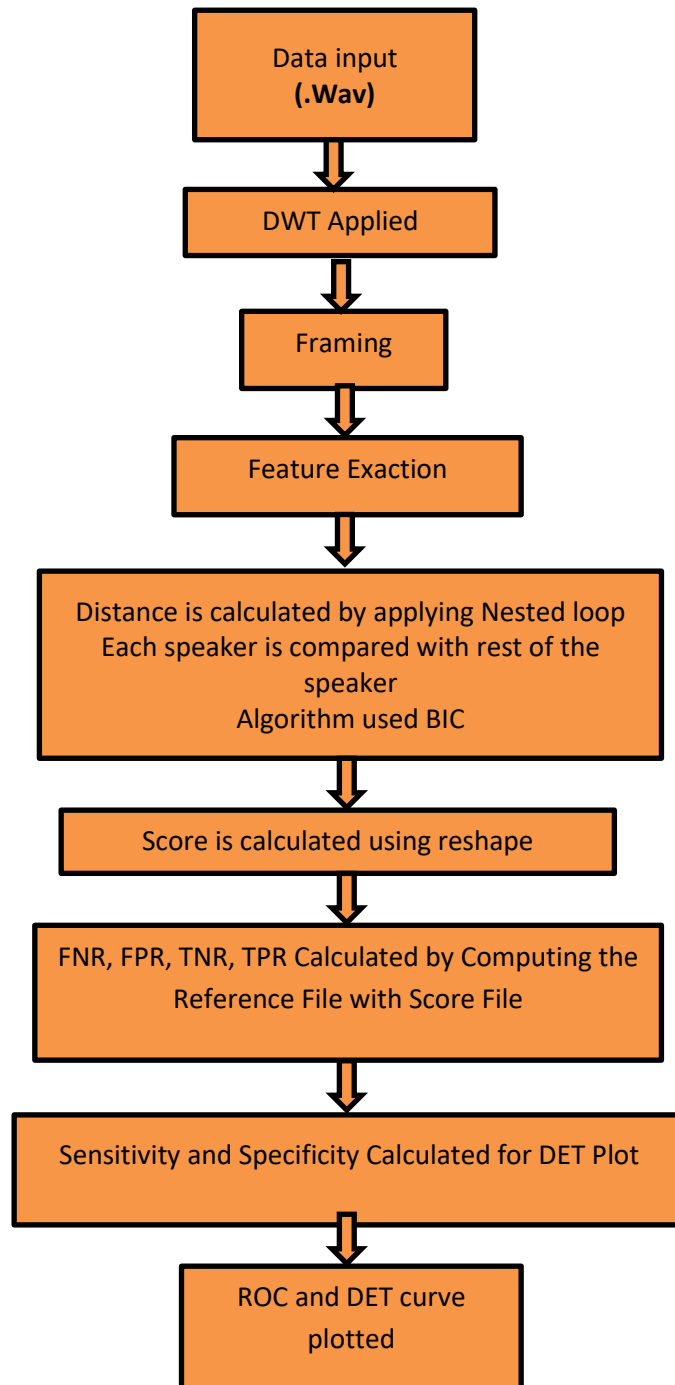 Data input
(.Wav)
DWT Applied
Framing
Feature Exaction
Distance is calculated by applying Nested loop
Each speaker is compared with rest of the
speaker
Algorithm used BIC
Score is calculated using reshape
FNR, FPR, TNR, TPR Calculated by Computing the
Reference File with Score File
Sensitivity and Specificity Calculated for DET Plot
ROC and DET curve
plotted